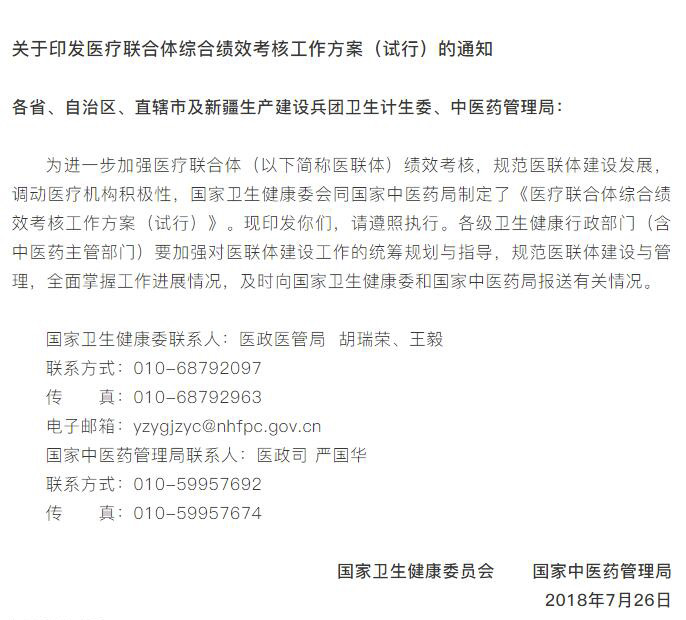 关于印发医疗联合体综合绩效考核工作方案（试行）的通知
各省、自治区、直辖市及新疆生产建设兵团卫生计生委、中医药管理局：
为进一步加强医疗联合体（以下简称医联体）绩效考核，规范医联体建设发展，
调动医疗机构积极性，国家卫生健康委会同国家中医药局制定了《医疗联合体综合绩
效考核工作方案（试行）》。现印发你们，请遵照执行。各级卫生健康行政部门（含
中医药主管部门）要加强对医联体建设工作的统筹规划与指导，规范医联体建设与管
理，全面掌握工作进展情况，及时向国家卫生健康委和国家中医药局报送有关情况。
国家卫生健康委联系人：医政医管局 胡瑞荣、王毅
联系方式：010-68792097
传　　真：010-68792963
电子邮箱：yzygjzyc@nhfpc.gov.cn
国家中医药管理局联系人：医政司 严国华
联系方式：010-59957692
传　　真：010-59957674
国家卫生健康委员会　　国家中医药管理局
2018年7月26日